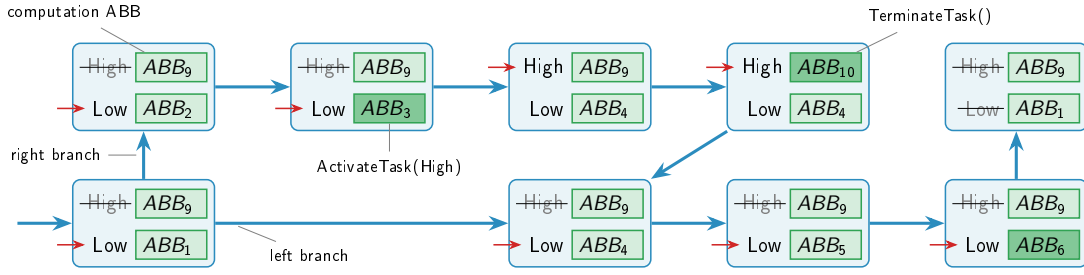 computation ABB
TerminateTask()
High ABB9
Low ABB2
High ABB9
Low ABB3
High ABB9
Low ABB4
High ABB10
Low ABB4
High ABB9
Low ABB1
right branch
ActivateTask(High)
High ABB9
Low ABB1
High ABB9
Low ABB4
High ABB9
Low ABB5
High ABB9
Low ABB6
left branch